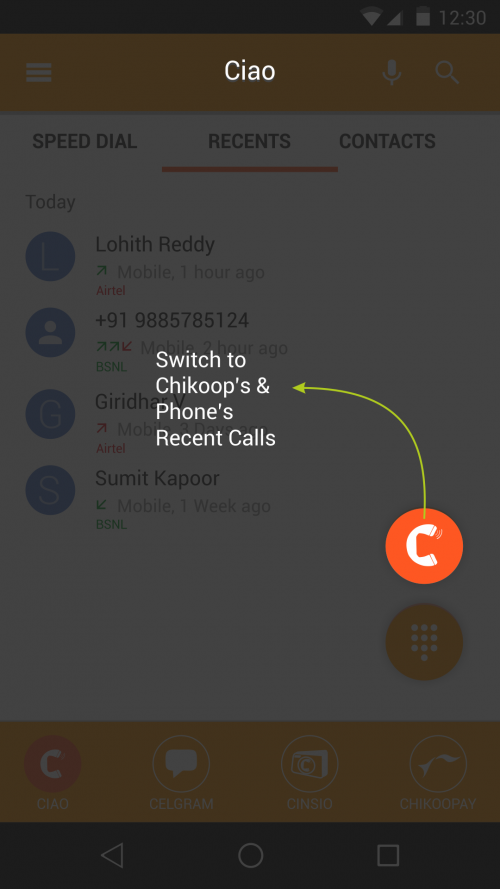 12:30
Ciao
SPEED DIAL RECENTS CONTACTS
Today
L
Lohith Reddy
Mobile, 1 hour ago
Airtel
+91 9885785124
Mobile, 2 hour ago
BSNL
Switch to
Chikoop's &
Phone's
Recent Calls
G
Giridhar V
Mobile, 3 Days ago
Airtel
S
Sumit Kapoor
Mobile, 1 Week ago
BSNL
CIAO CELGRAM CINSIO CHIKOOPAY